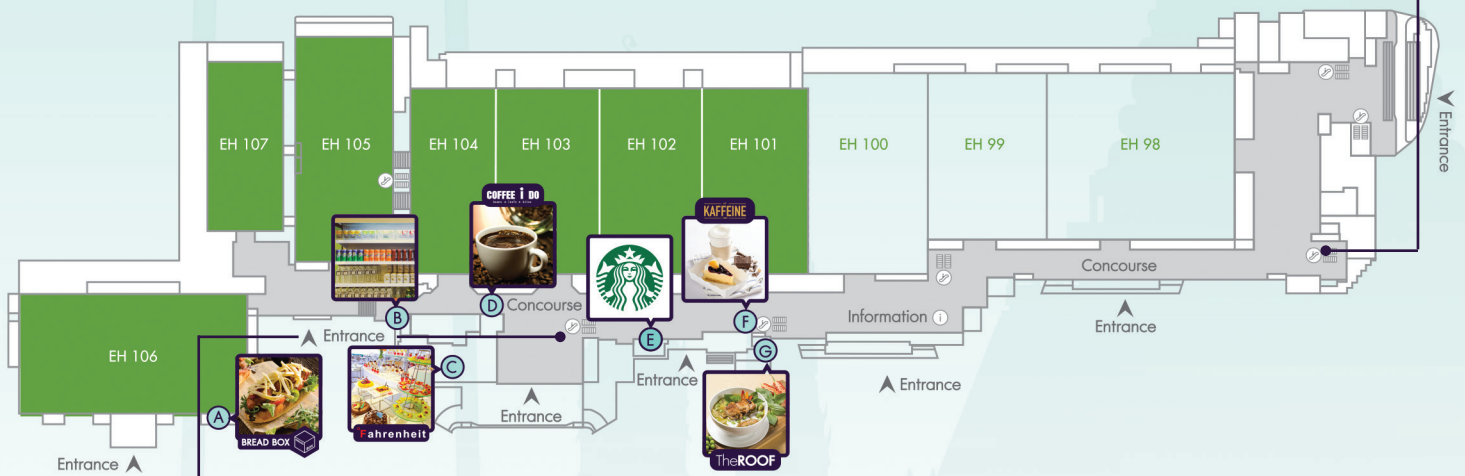 EH 107
EH 105
EH 104
EH 103
EH 102
EH 101
EH 100
EH 99
EH 98
Entrance
COFFEE i DO
KAFFEINE
Concourse
B
D
Concourse
E
F
Information i
Entrance
Entrance
EH 106
C
G
Entrance
Entrance
Entrance
A
BREAD BOX
Fahrenheit
TheROOF
Entrance